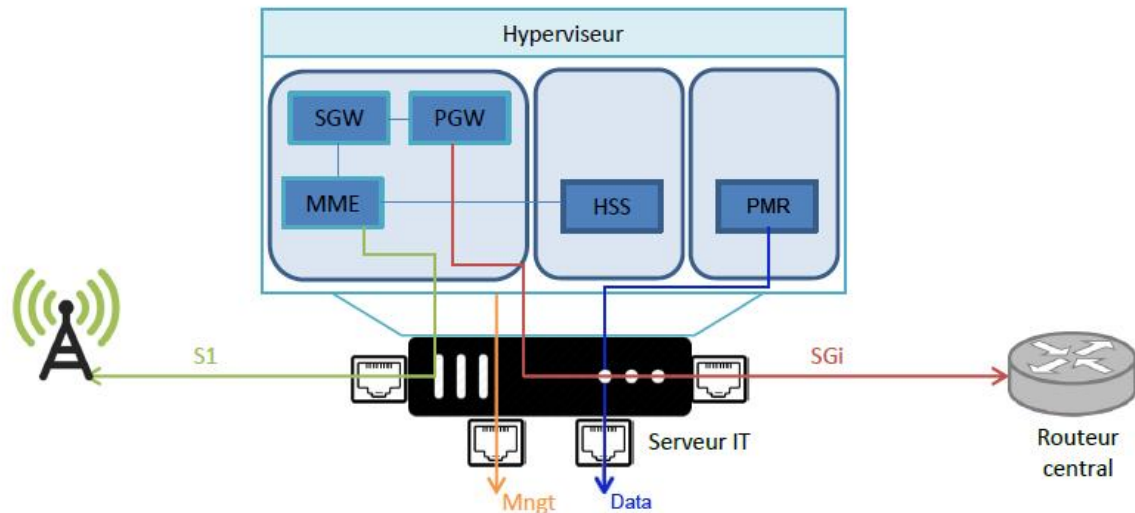 Hyperviseur
SGW
PGW
MME
HSS
PMR
S1
SGi
Serveur IT
Routeur
central
Mngt
Data